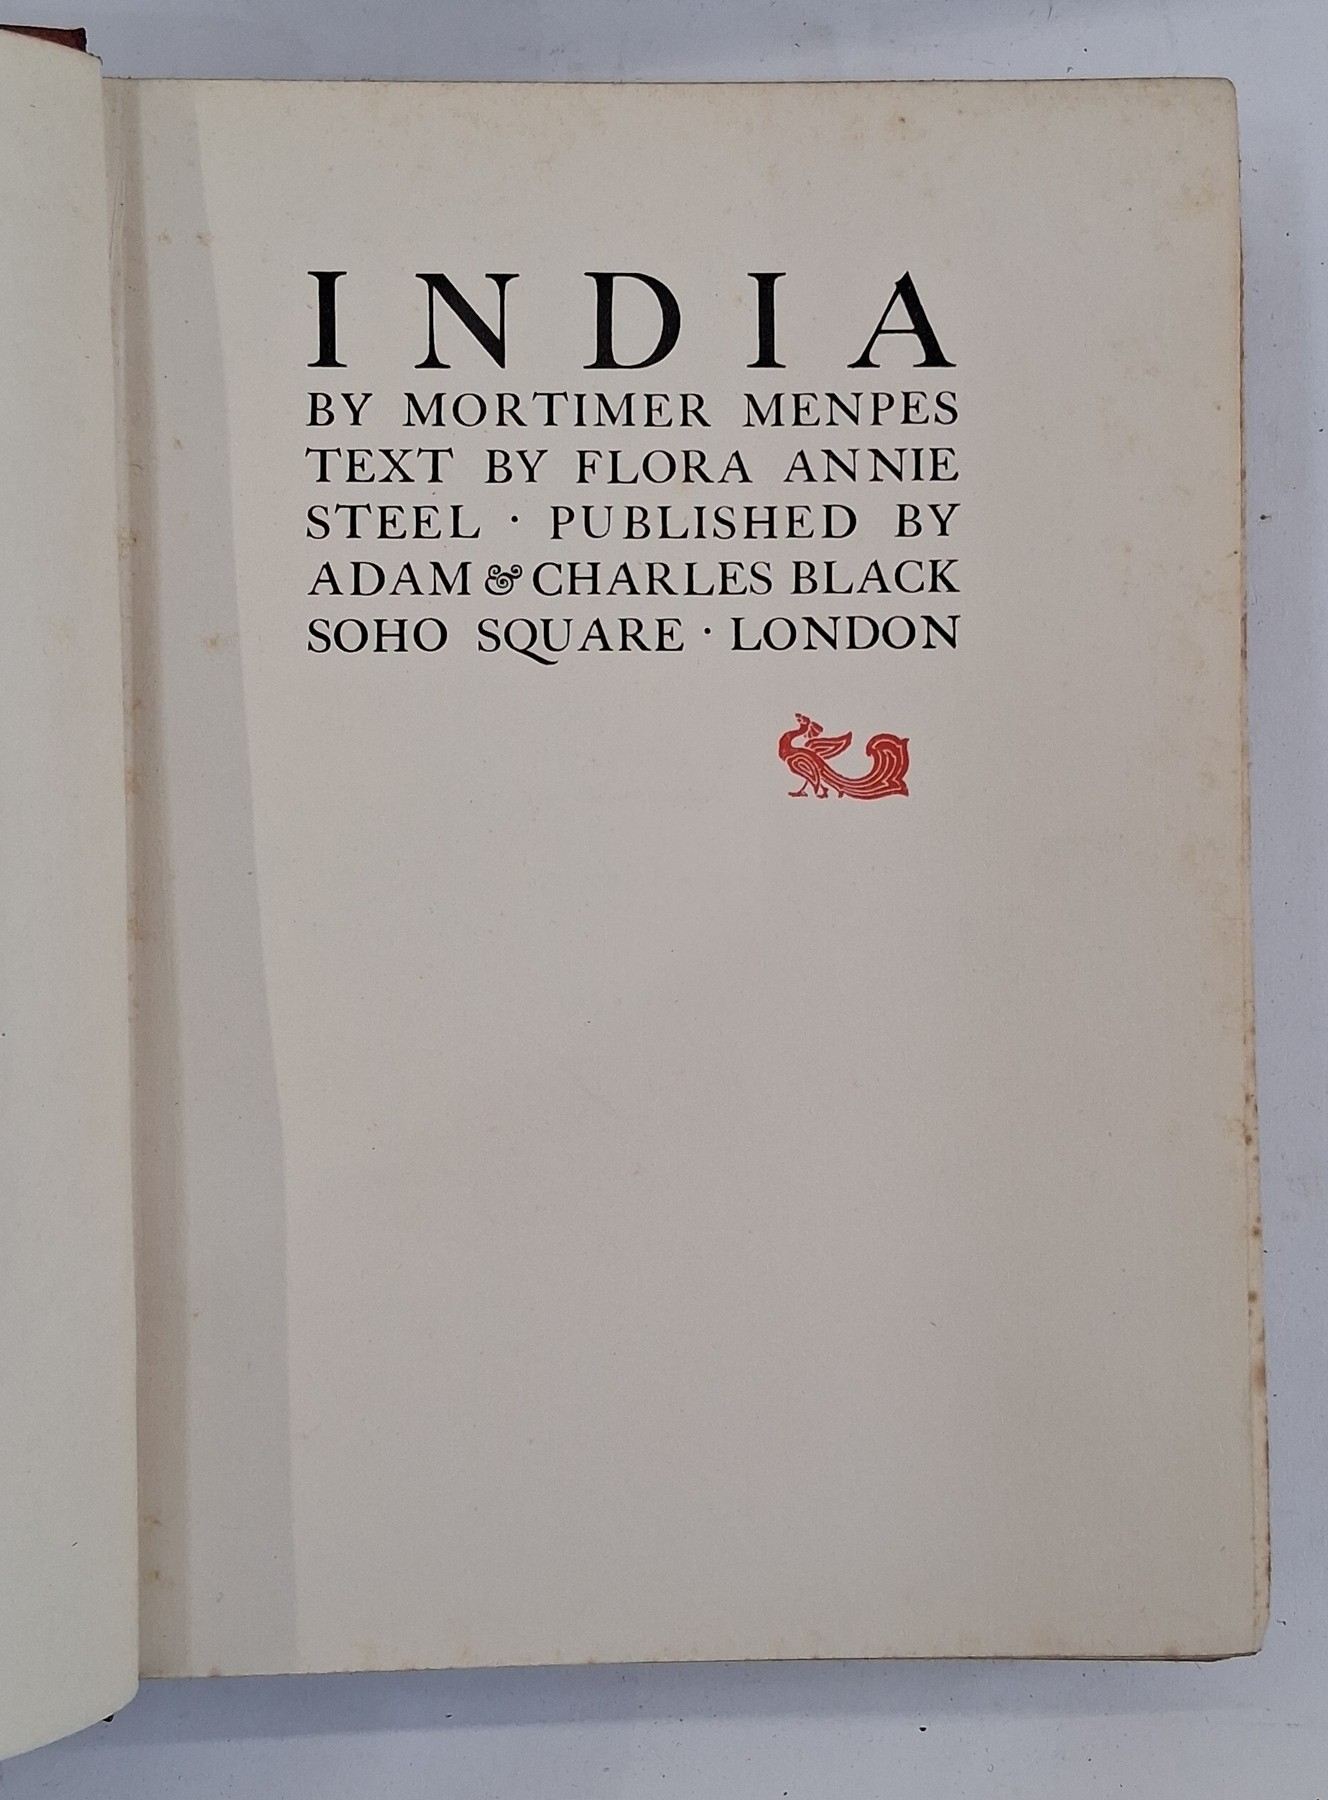 INDIA
BY MORTIMER MENPES
TEXT BY FLORA ANNIE
STEEL · PUBLISHED BY
ADAM & CHARLES BLACK
SOHO SQUARE · LONDON